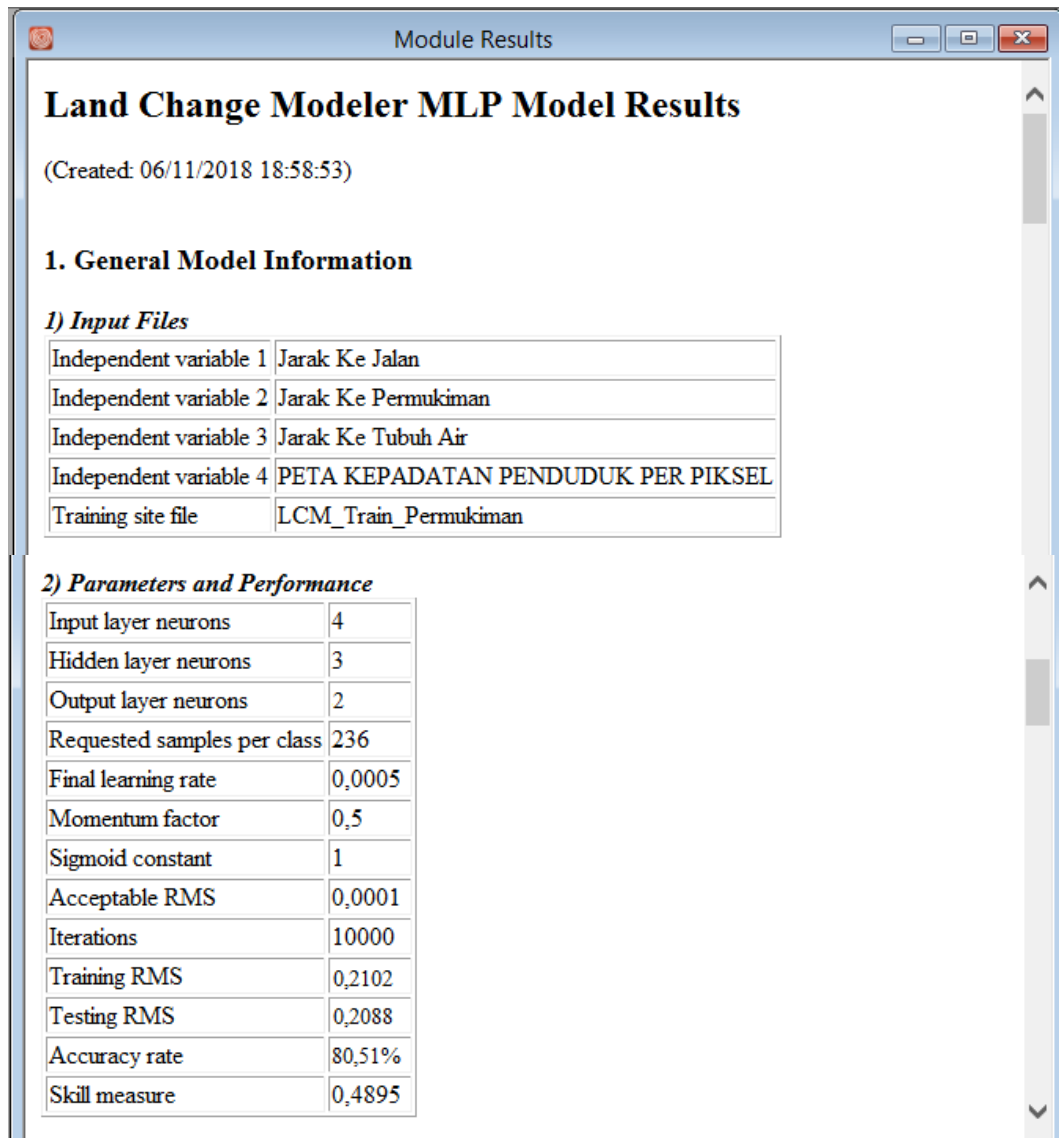 Module Results
Land Change Modeler MLP Model Results
(Created: 06/11/2018 18:58:53)
1. General Model Information
1) Input Files
Independent variable 1 Jarak Ke Jalan
Independent variable 2 Jarak Ke Permukiman
Independent variable 3 Jarak Ke Tubuh Air
Independent variable 4 PETA KEPADATAN PENDUDUK PER PIKSEL
Training site file LCM_Train_Permukiman
2) Parameters and Performance
Input layer neurons 4
Hidden layer neurons 3
Output layer neurons 2
Requested samples per class 236
Final learning rate 0,0005
Momentum factor 0,5
Sigmoid constant 1
Acceptable RMS 0,0001
Iterations 10000
Training RMS 0,2102
Testing RMS 0,2088
Accuracy rate 80,51%
Skill measure 0,4895